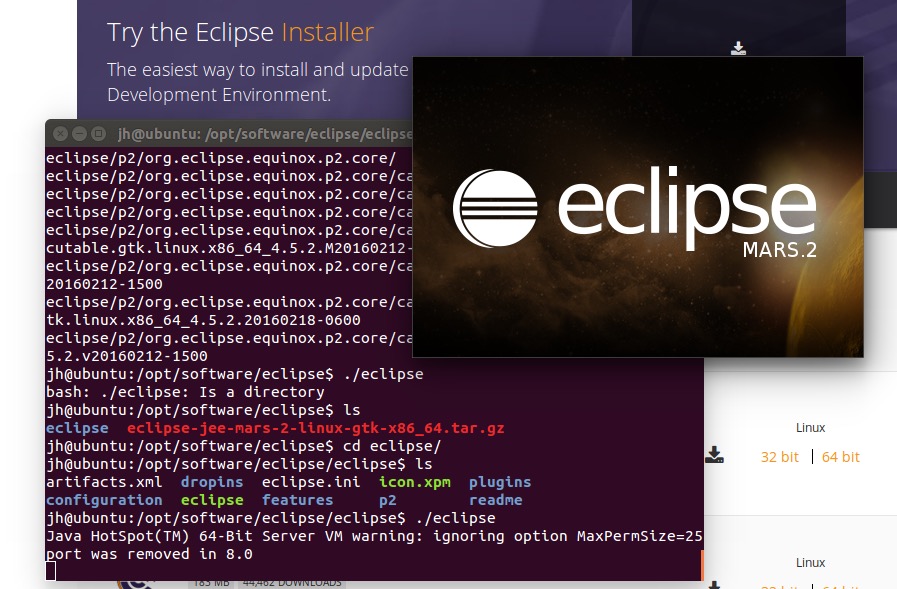 Try the Eclipse Installer
The easiest way to install and update
Development Environment.
jh@ubuntu: /opt/software/eclipse/eclipse
eclipse/p2/org.eclipse.equinox.p2.core/
eclipse/p2/org.eclipse.equinox.p2.core/ca
eclipse/p2/org.eclipse.equinox.p2.core/ca
eclipse/p2/org.eclipse.equinox.p2.core/ca
eclipse/p2/org.eclipse.equinox.p2.core/ca
cutable.gtk.linux.x86_64_4.5.2.M20160212-
eclipse/p2/org.eclipse.equinox.p2.core/ca
20160212-1500
eclipse/p2/org.eclipse.equinox.p2.core/ca
tk.linux.x86_64_4.5.2.20160218-0600
eclipse/p2/org.eclipse.equinox.p2.core/ca
5.2.v20160212-1500
jh@ubuntu:/opt/software/eclipse$ ./eclipse
bash: ./eclipse: Is a directory
jh@ubuntu:/opt/software/eclipse$ ls
eclipse eclipse-jee-mars-2-linux-gtk-x86_64.tar.gz
jh@ubuntu:/opt/software/eclipse$ cd eclipse/
jh@ubuntu:/opt/software/eclipse/eclipse$ ls
artifacts.xml dropins eclipse.ini icon.xpm plugins
configuration eclipse features p2 readme
jh@ubuntu:/opt/software/eclipse/eclipse$ ./eclipse
Java HotSpot(TM) 64-Bit Server VM warning: ignoring option MaxPermSize=25
port was removed in 8.0
eclipse
MARS.2
Linux
32 bit | 64 bit
Linux
32 bit | 64 bit
183 MB 44,462 DOWNLOADS